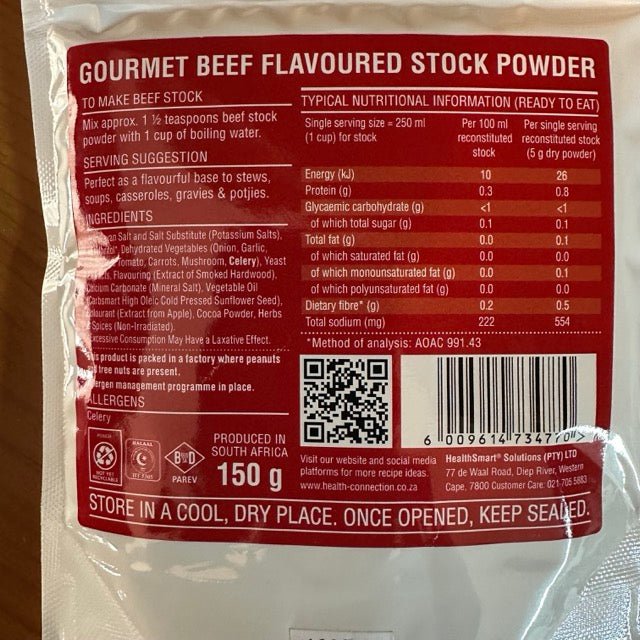 GOURMET BEEF FLAVOURED STOCK POWDER
TO MAKE BEEF STOCK
Mix approx. 1 ½ teaspoons beef stock
powder with 1 cup of boiling water.
SERVING SUGGESTION
Perfect as a flavourful base to stews,
soups, casseroles, gravies & potjies.
INGREDIENTS
Salt and Salt Substitute (Potassium Salts),
Dehydrated Vegetables (Onion, Garlic,
Tomato, Carrots, Mushroom, Celery), Yeast
Flavouring (Extract of Smoked Hardwood),
Calcium Carbonate (Mineral Salt), Vegetable Oil
(Carbsmart High Oleic Cold Pressed Sunflower Seed),
Colourant (Extract from Apple), Cocoa Powder, Herbs
Spices (Non-Irradiated).
Excessive Consumption May Have a Laxative Effect.
This product is packed in a factory where peanuts
tree nuts are present.
Allergen management programme in place.
ALLERGENS
Celery
NOT YET
RECYCLABLE
HALAAL
PAREV
PRODUCED IN
SOUTH AFRICA
150 g
TYPICAL NUTRITIONAL INFORMATION (READY TO EAT)
Single serving size = 250 ml
(1 cup) for stock
Per 100 ml
reconstituted
stock
Per single serving
reconstituted stock
(5 g dry powder)
Energy (kJ) 10 26
Protein (g) 0.3 0.8
Glycaemic carbohydrate (g) <1 <1
of which total sugar (g) 0.1 0.1
Total fat (g) 0.0 0.1
of which saturated fat (g) 0.0 0.0
of which monounsaturated fat (g) 0.0 0.1
of which polyunsaturated fat (g) 0.0 0.0
Dietary fibre* (g) 0.2 0.5
Total sodium (mg) 222 554
*Method of analysis: AOAC 991.43
6 009614 734770 >
Visit our website and social media
platforms for more recipe ideas.
www.health-connection.co.za
HealthSmart® Solutions (PTY) LTD
77 de Waal Road, Diep River, Western
Cape, 7800 Customer Care: 021 705 5683
STORE IN A COOL, DRY PLACE. ONCE OPENED, KEEP SEALED.